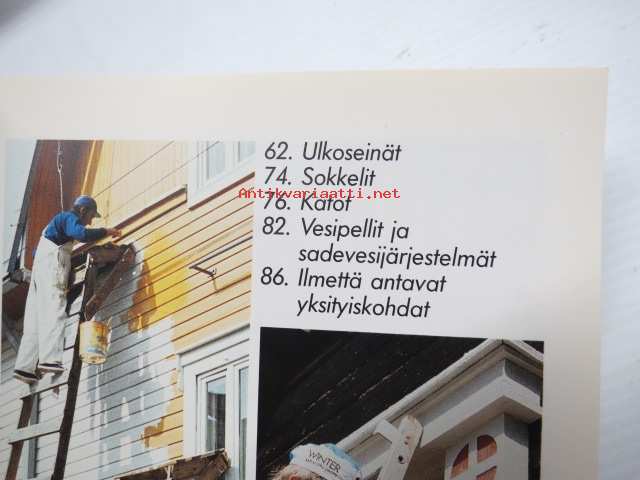 62. Ulkoseinät
74. Sokkelit
Antikvariaatti.net
76. Katot
82. Vesipellit ja
sadevesijärjestelmät
86. Ilmettä antavat
yksityiskohdat
WINTER